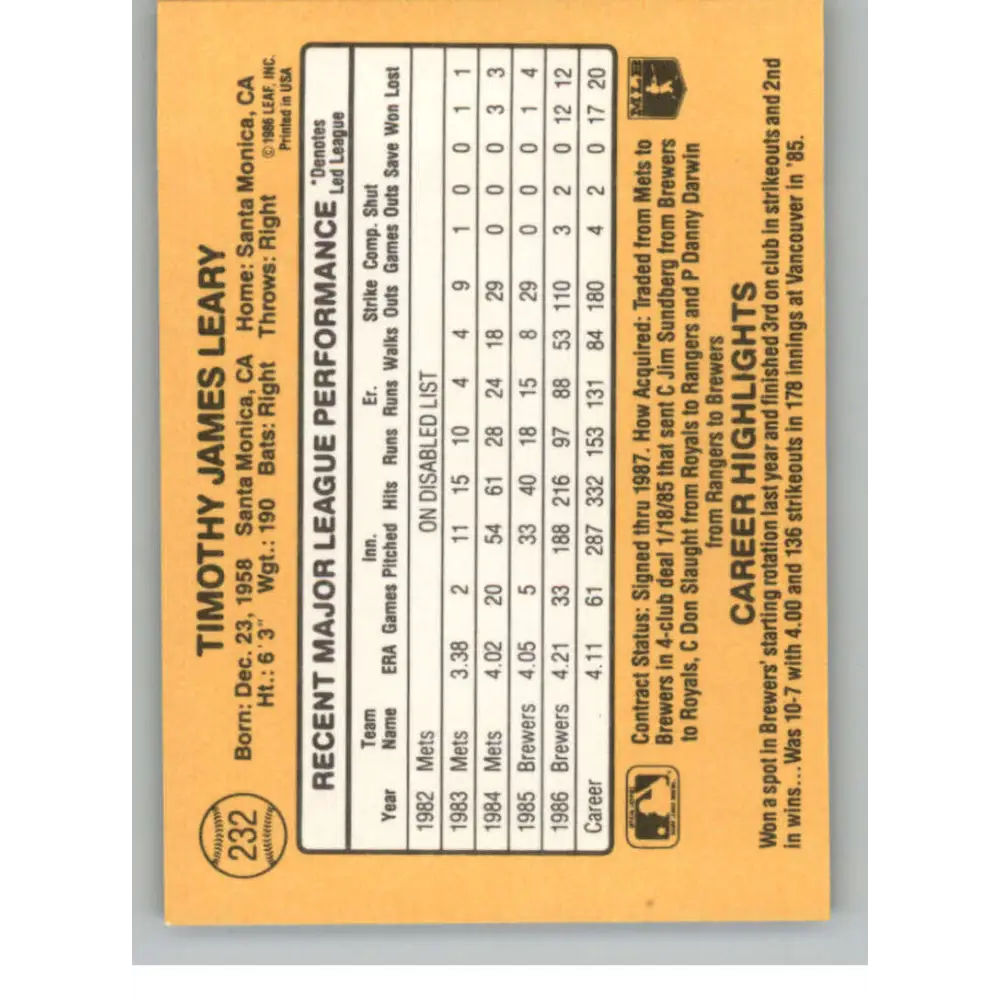 232
TIMOTHY JAMES LEARY
Born: Dec. 23, 1958 Santa Monica, CA Home: Santa Monica, CA
Ht.: 6'3" Wgt.: 190 Bats: Right Throws: Right
© 1986 LEAF, INC.
Printed in USA
RECENT MAJOR LEAGUE PERFORMANCE
*Denotes
Led League
Team Inn. Er. Strike Comp. Shut
Year Name ERA Games Pitched Hits Runs Runs Walks Outs Games Outs Save Won Lost
1982 Mets ON DISABLED LIST
1983 Mets 3.38 2 11 15 10 4 4 9 1 0 0 1 1
1984 Mets 4.02 20 54 61 28 24 18 29 0 0 0 3 3
1985 Brewers 4.05 5 33 40 18 15 8 29 0 0 0 1 4
1986 Brewers 4.21 33 188 216 97 88 53 110 3 2 0 12 12
Career 4.11 61 287 332 153 131 84 180 4 2 0 17 20
Contract Status: Signed thru 1987. How Acquired: Traded from Mets to
Brewers in 4-club deal 1/18/85 that sent C Jim Sundberg from Brewers
to Royals, C Don Slaught from Royals to Rangers and P Danny Darwin
from Rangers to Brewers
MLB
CAREER HIGHLIGHTS
Won a spot in Brewers' starting rotation last year and finished 3rd on club in strikeouts and 2nd
in wins...Was 10-7 with 4.00 and 136 strikeouts in 178 innings at Vancouver in '85.